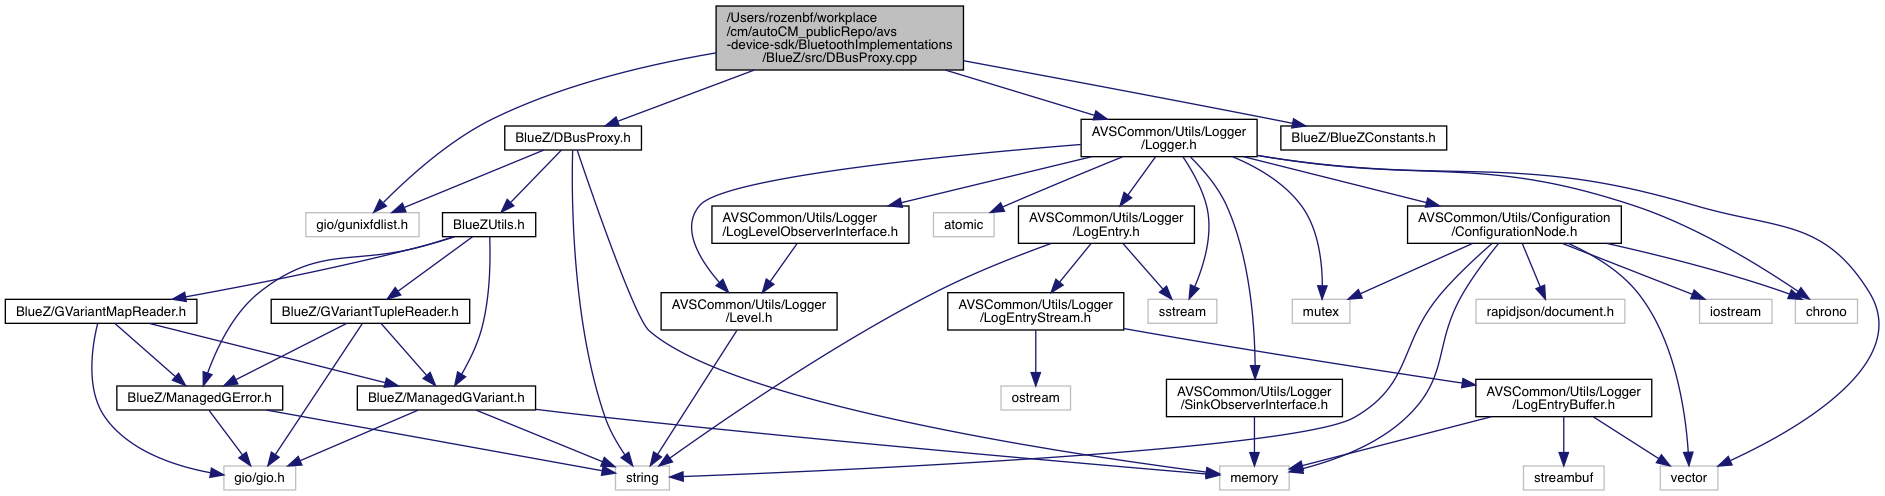 /Users/rozenbf/workplace
/cm/autoCM_publicRepo/avs
-device-sdk/BluetoothImplementations
/BlueZ/src/DBusProxy.cpp
BlueZ/DBusProxy.h
AVSCommon/Utils/Logger
/Logger.h
BlueZ/BlueZConstants.h
gio/gunixfdlist.h
BlueZUtils.h
AVSCommon/Utils/Logger
/LogLevelObserverInterface.h
atomic
AVSCommon/Utils/Logger
/LogEntry.h
AVSCommon/Utils/Configuration
/ConfigurationNode.h
BlueZ/GVariantMapReader.h
BlueZ/GVariantTupleReader.h
AVSCommon/Utils/Logger
/Level.h
AVSCommon/Utils/Logger
/LogEntryStream.h
sstream
mutex
rapidjson/document.h
iostream
chrono
BlueZ/ManagedGError.h
BlueZ/ManagedGVariant.h
ostream
AVSCommon/Utils/Logger
/SinkObserverInterface.h
AVSCommon/Utils/Logger
/LogEntryBuffer.h
gio/gio.h
string
memory
streambuf
vector